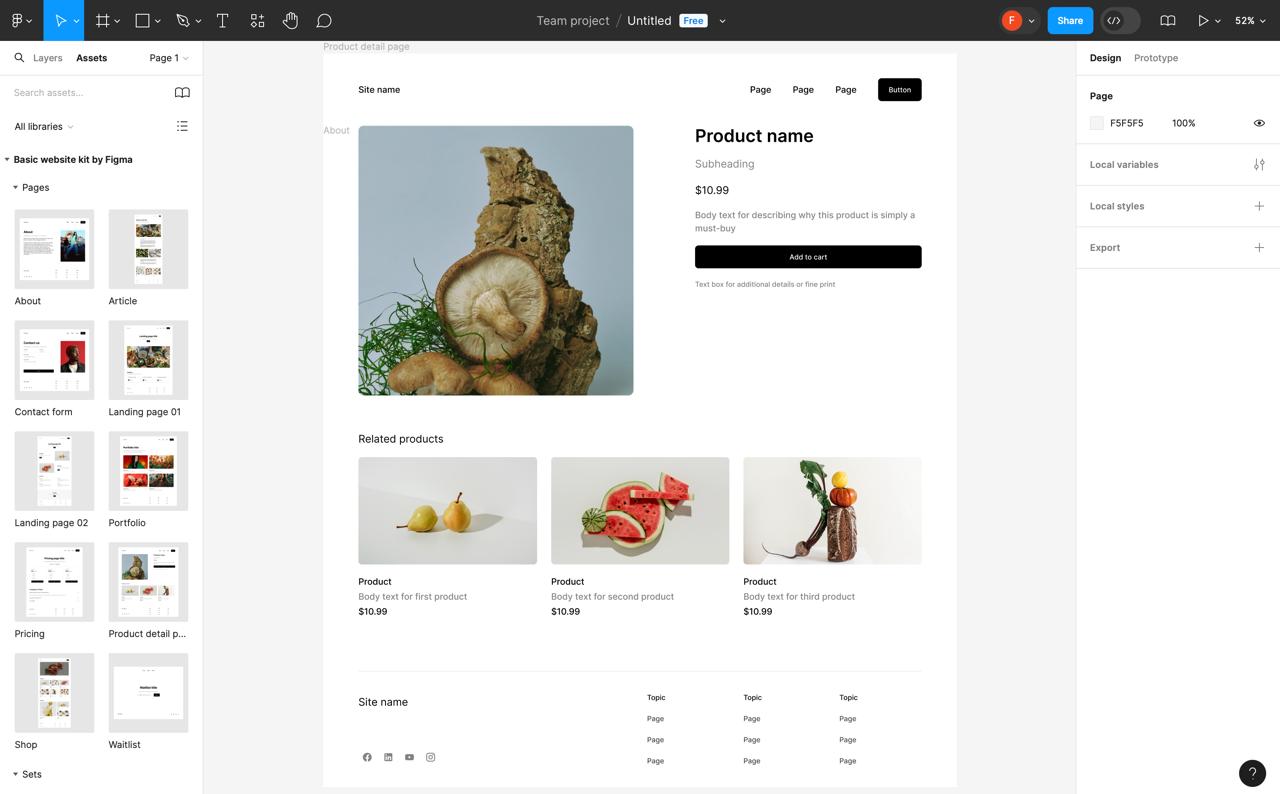 Team project / Untitled Free
F
Share
52%
Layers Assets
Page 1
Search assets...
All libraries
Basic website kit by Figma
Pages
About
Article
Contact form
Landing page 01
Landing page 02
Portfolio
Pricing
Product detail p...
Shop
Waitlist
Sets
Product detail page
About
Site name
Page Page Page Button
Product name
Subheading
$10.99
Body text for describing why this product is simply a
must-buy
Add to cart
Text box for additional details or fine print
Related products
Product
Body text for first product
$10.99
Product
Body text for second product
$10.99
Product
Body text for third product
$10.99
Site name
Topic
Page
Page
Page
Topic
Page
Page
Page
Topic
Page
Page
Page
Design Prototype
Page
F5F5F5 100%
Local variables
Local styles
Export
?